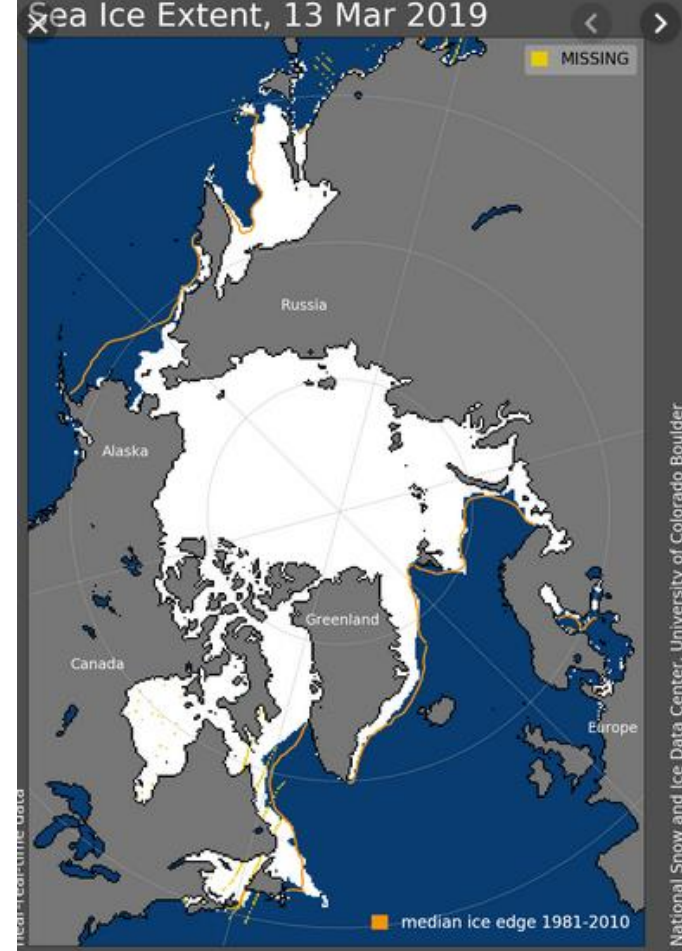 Sea Ice Extent, 13 Mar 2019
MISSING
Russia
Alaska
Greenland
Canada
Europe
near-real-time data
National Snow and Ice Data Center, University of Colorado Boulder
median ice edge 1981-2010